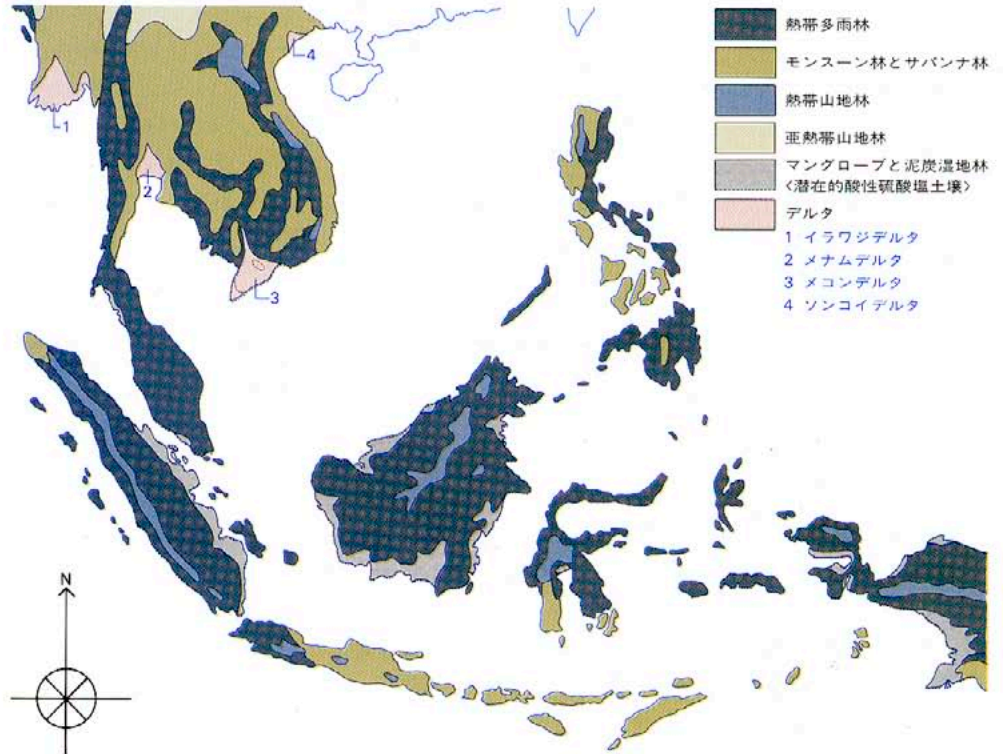 熱帯多雨林
モンスーン林とサバンナ林
熱帯山地林
亜熱帯山地林
マングローブと泥炭湿地林
〈潜在的酸性硫酸塩土壌〉
デルタ
1 イラワジデルタ
2 メナムデルタ
3 メコンデルタ
4 ソンコイデルタ
4
1
2
3
N